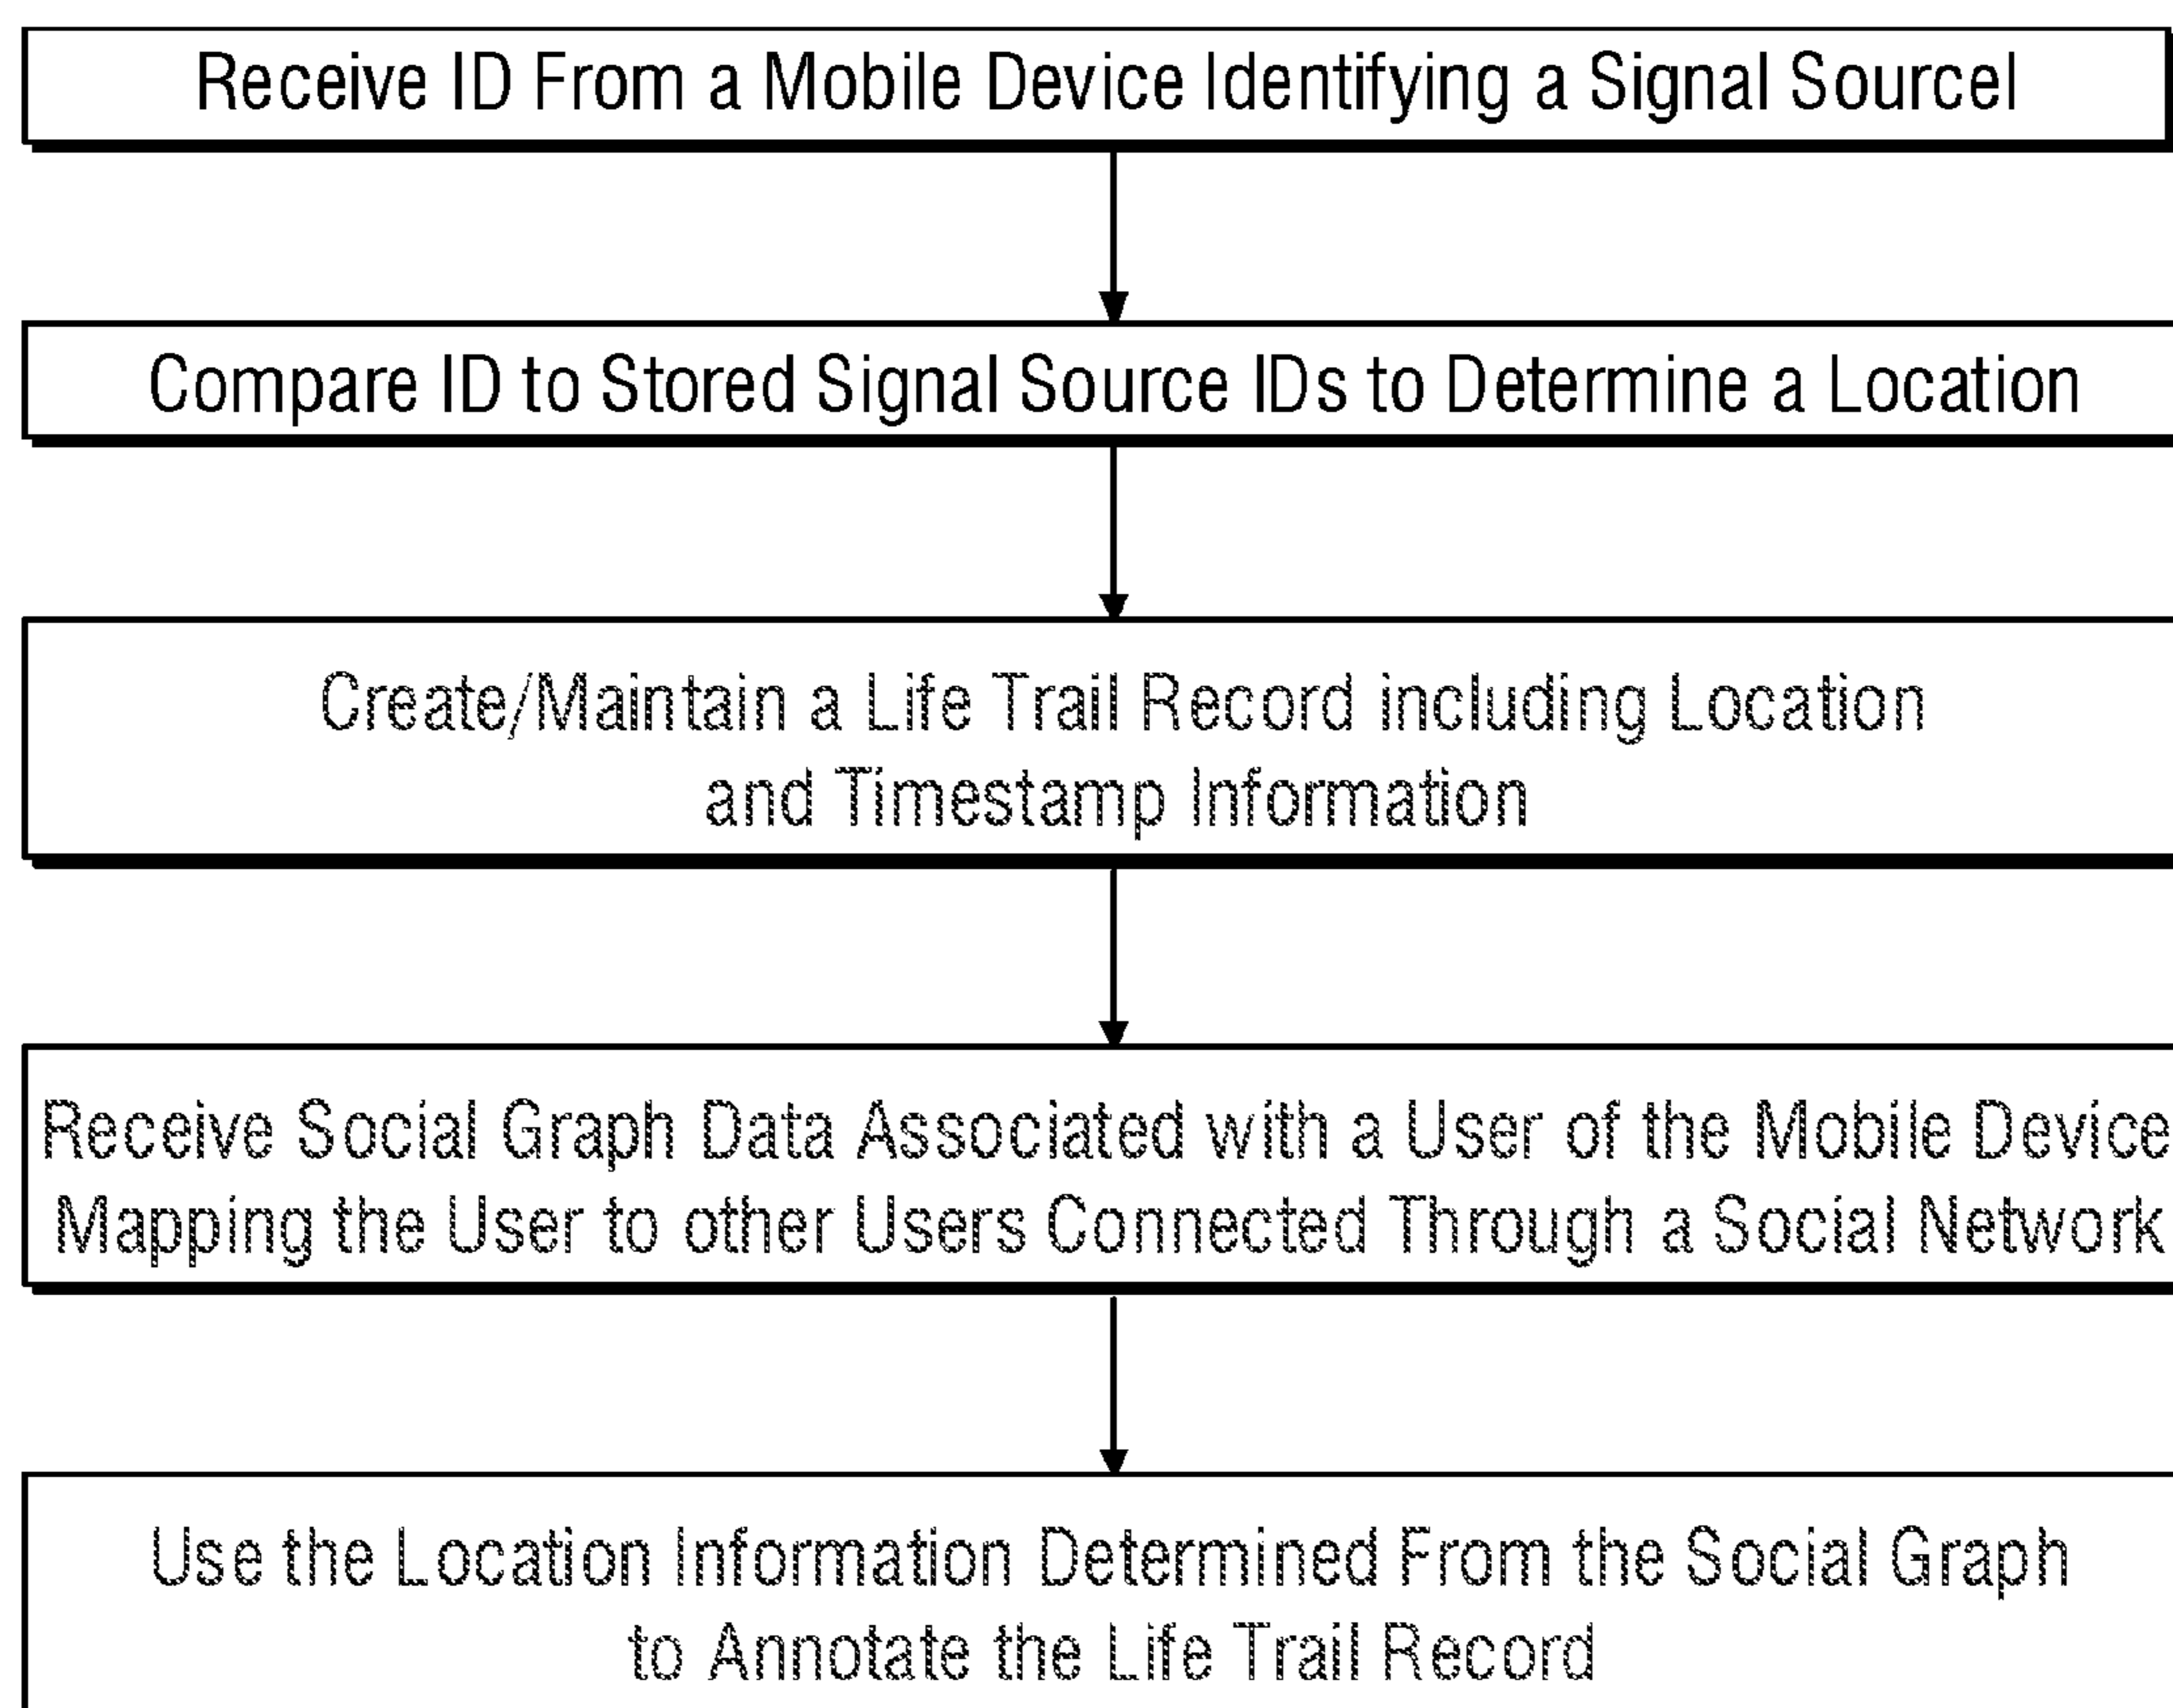 Receive ID From a Mobile Device Identifying a Signal Sourcel
Compare ID to Stored Signal Source IDs to Determine a Location
Create/Maintain a Life Trail Record including Location
and Timestamp Information
Receive Social Graph Data Associated with a User of the Mobile Device
Mapping the User to other Users Connected Through a Social Network
Use the Location Information Determined From the Social Graph
to Annotate the Life Trail Record